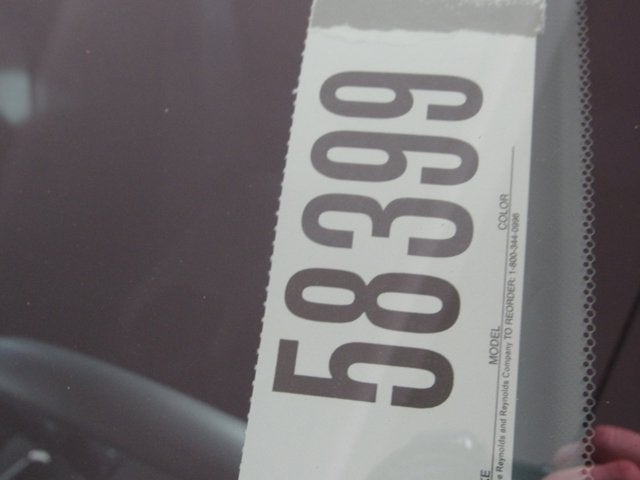 58399
MODEL COLOR
Reynolds and Reynolds Company TO REORDER: 1-800-344-0996